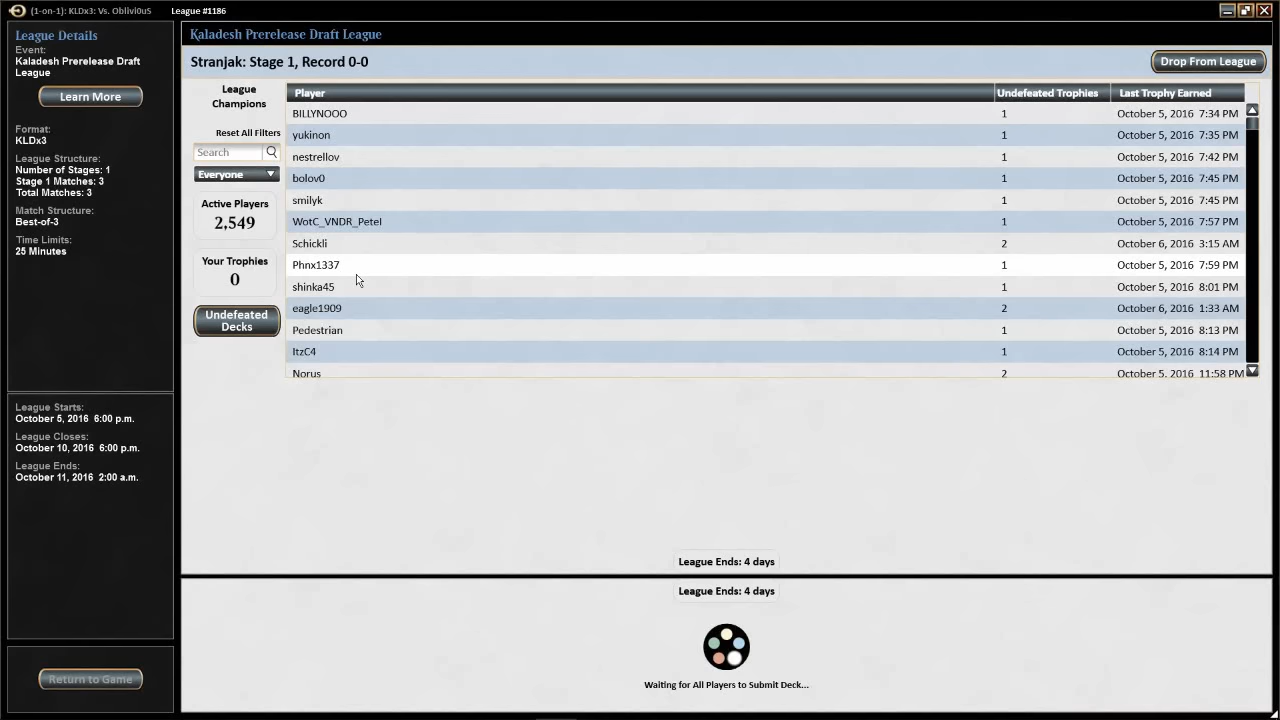 (1-on-1): KLDx3: Vs. Oblivi0uS League #1186
League Details
Event:
Kaladesh Prerelease Draft
League
Learn More
Format:
KLDx3
League Structure:
Number of Stages: 1
Stage 1 Matches: 3
Total Matches: 3
Match Structure:
Best-of-3
Time Limits:
25 Minutes
League Starts:
October 5, 2016 6:00 p.m.
League Closes:
October 10, 2016 6:00 p.m.
League Ends:
October 11, 2016 2:00 a.m.
Return to Game
Kaladesh Prerelease Draft League
Stranjak: Stage 1, Record 0-0
Drop From League
League
Champions
Reset All Filters
Search
Everyone
Active Players
2,549
Your Trophies
0
Undefeated
Decks
Player Undefeated Trophies Last Trophy Earned
BILLYNOOO 1 October 5, 2016 7:34 PM
yukinon 1 October 5, 2016 7:35 PM
nestrellov 1 October 5, 2016 7:42 PM
bolov0 1 October 5, 2016 7:45 PM
smilyk 1 October 5, 2016 7:45 PM
WotC_VNDR_PeteI 1 October 5, 2016 7:57 PM
Schickli 2 October 6, 2016 3:15 AM
Phnx1337 1 October 5, 2016 7:59 PM
shinka45 1 October 5, 2016 8:01 PM
eagle1909 2 October 6, 2016 1:33 AM
Pedestrian 1 October 5, 2016 8:13 PM
ItzC4 1 October 5, 2016 8:14 PM
Norus 2 October 5, 2016 11:58 PM
League Ends: 4 days
League Ends: 4 days
Waiting for All Players to Submit Deck...